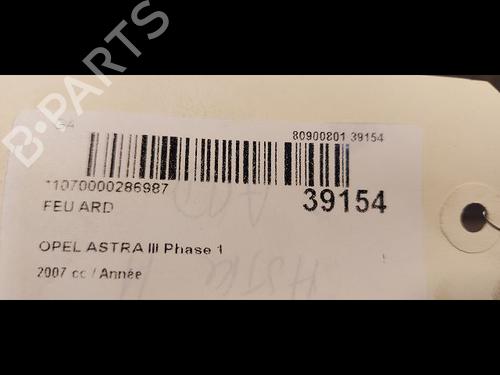 B-PARTS
80900801 39154
11070000286987
39154
FEU ARD
OPEL ASTRA III Phase 1
2007 cc / Année